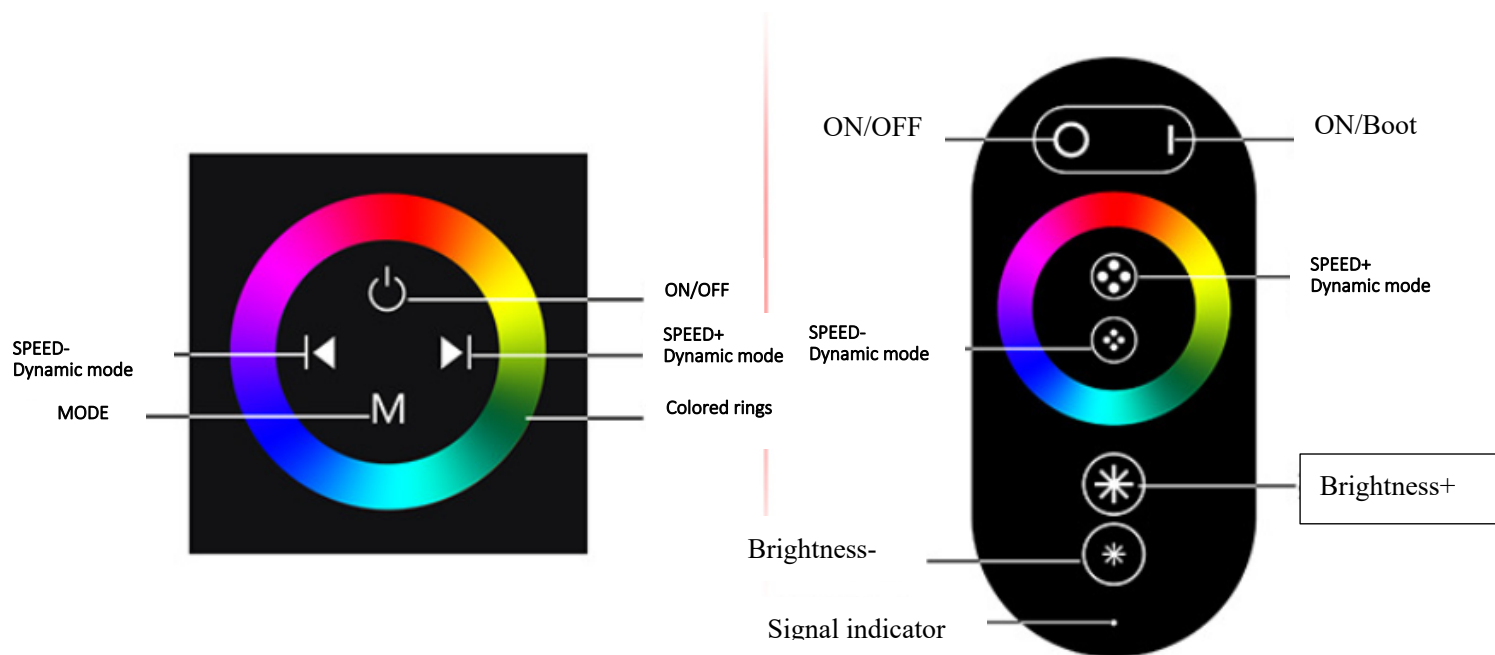 ON/OFF
SPEED-
Dynamic mode
SPEED+
Dynamic mode
MODE
M
Colored rings
ON/OFF
ON/Boot
SPEED+
Dynamic mode
SPEED-
Dynamic mode
Brightness+
Brightness-
Signal indicator